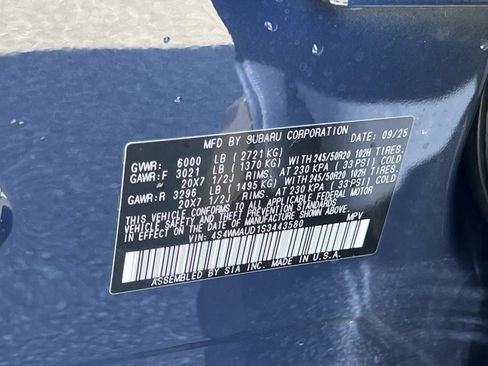 MFD BY SUBARU CORPORATION 09/25
GVWR: 6000 LB ( 2721 KG)
GAWR:F 3021 LB ( 1370 KG) WITH 245/50R20 102H TIRES,
20X7 1/2J RIMS, AT 230 KPA ( 33 PSI) COLD
GAWR:R 3296 LB ( 1495 KG) WITH 245/50R20 102H TIRES,
20X7 1/2J RIMS, AT 230 KPA ( 33 PSI) COLD
THIS VEHICLE CONFORMS TO ALL APPLICABLE FEDERAL MOTOR
VEHICLE SAFETY AND THEFT PREVENTION STANDARDS IN
EFFECT ON THE DATE OF MANUFACTURE SHOWN ABOVE.
VEHICLE IDENTIFICATION NO.: 4S4WMAUD1S3443580 MPV
ASSEMBLED BY SIA INC. MADE IN U.S.A.